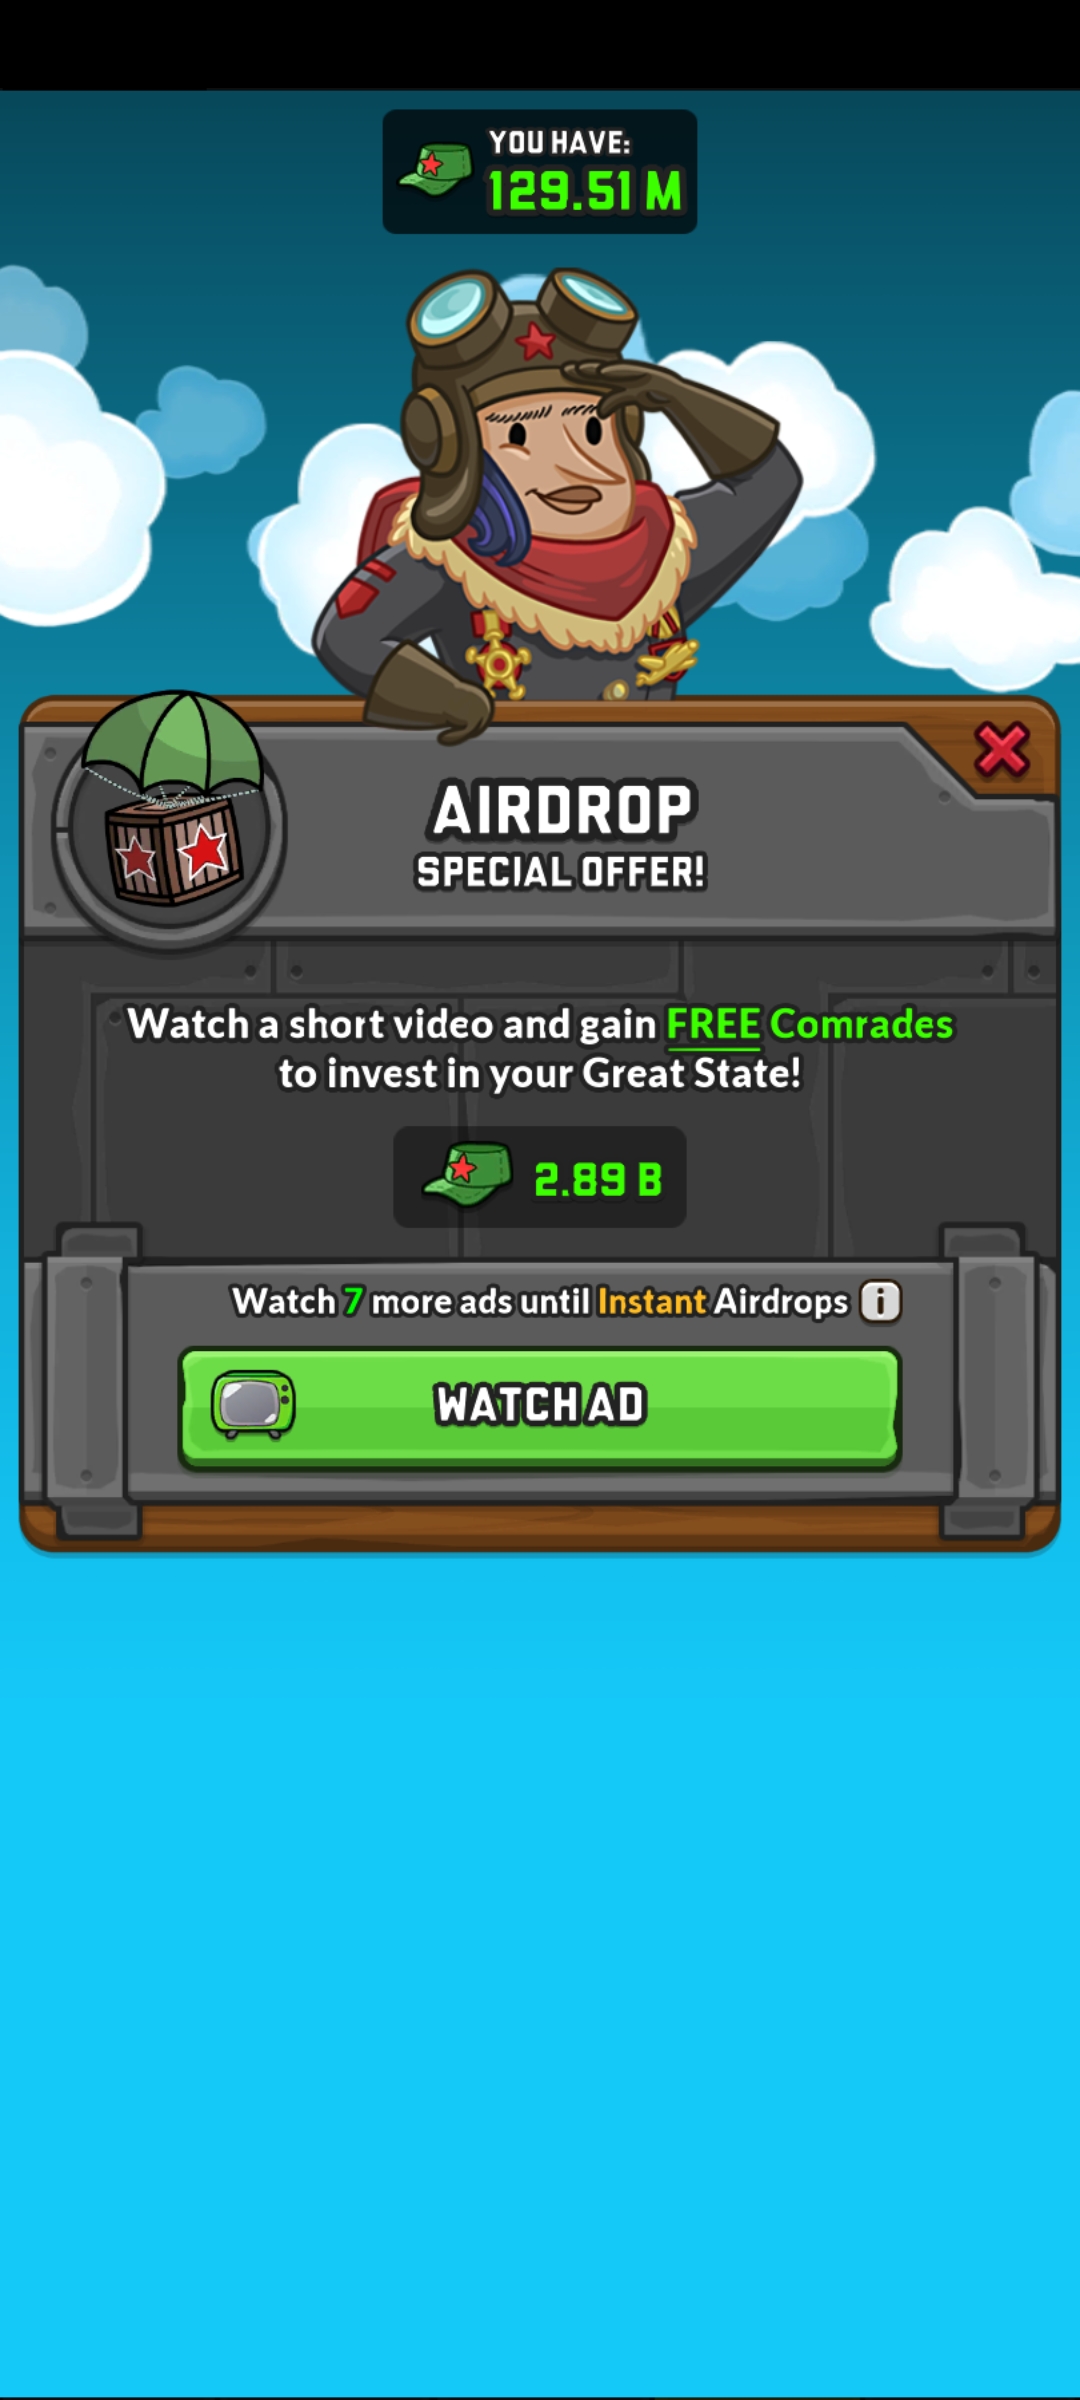 YOU HAVE:
129.51 M
AIRDROP
SPECIAL OFFER!
Watch a short video and gain FREE Comrades
to invest in your Great State!
2.89 B
Watch 7 more ads until Instant Airdrops i
WATCH AD